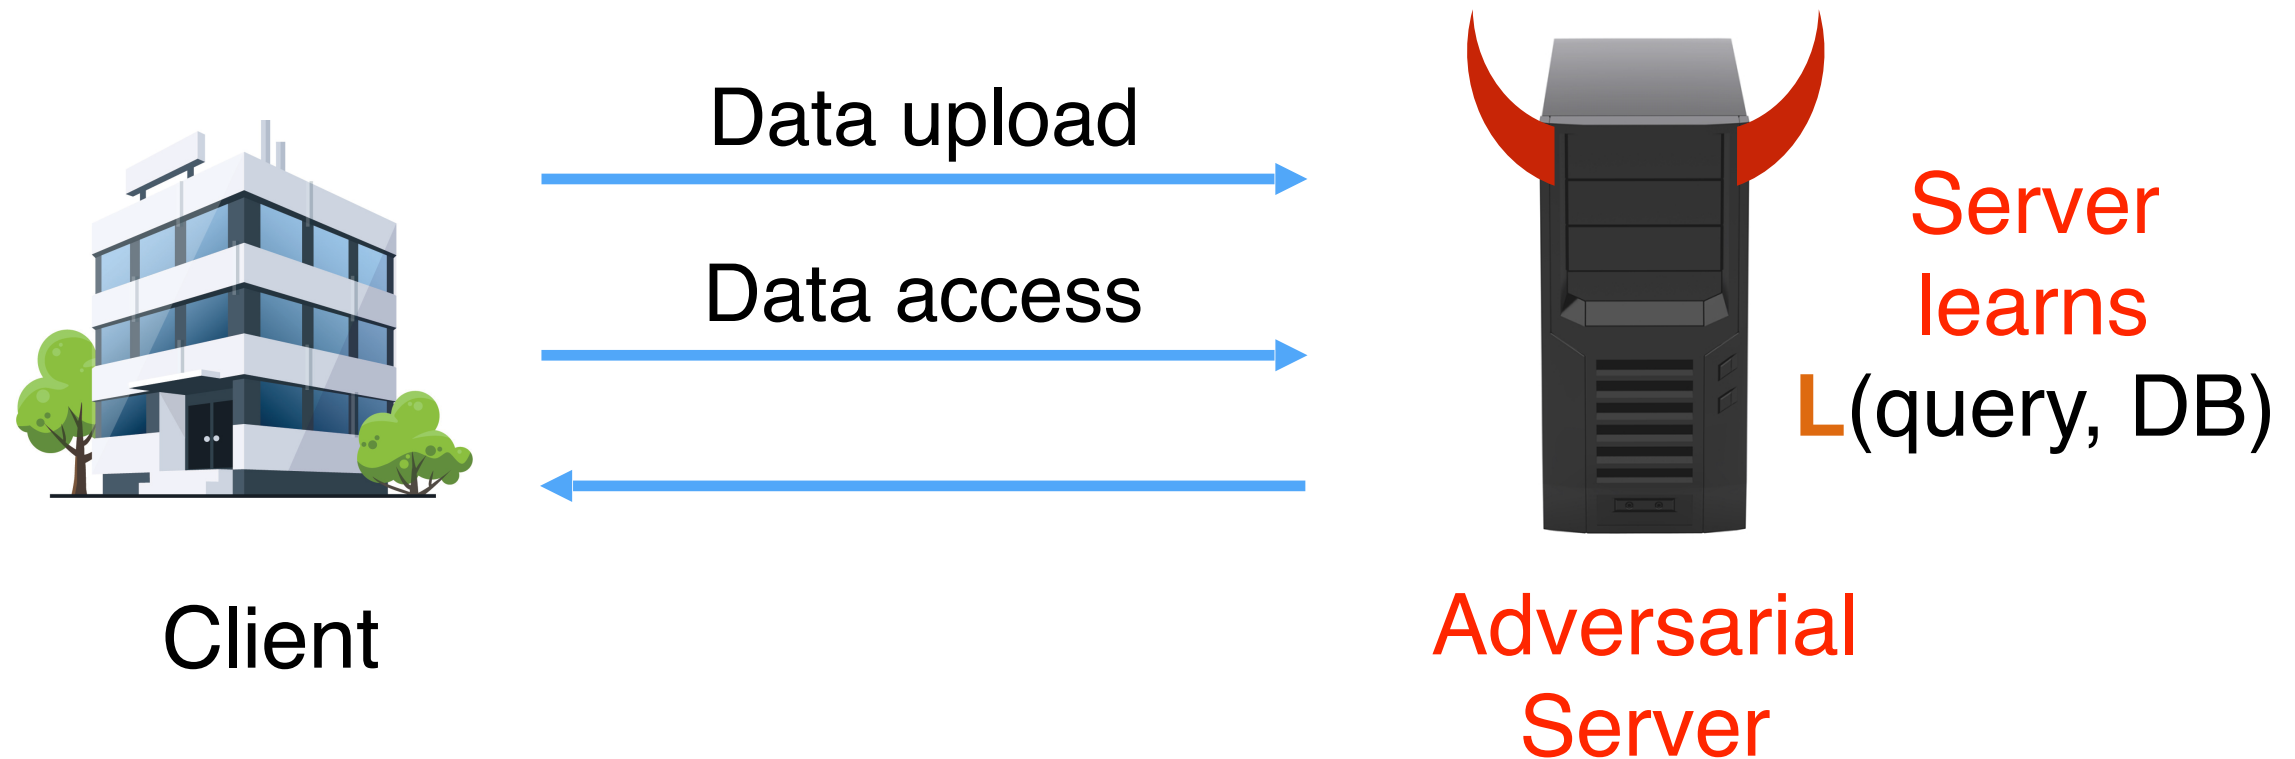 Data upload
Data access
Server
learns
L(query, DB)
Client
Adversarial
Server